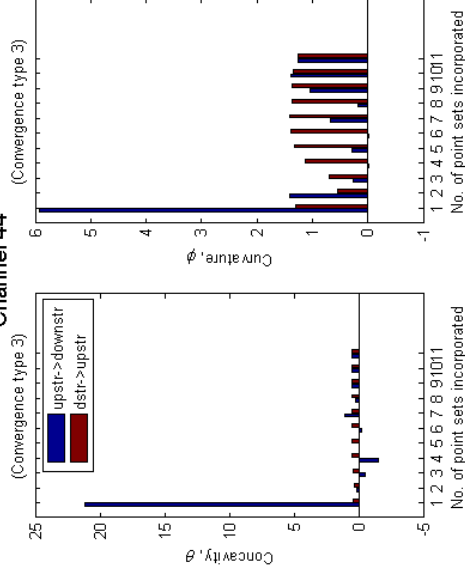 Channel 44
(Convergence type 3)
25
20
15
10
5
0
-5
Concavity, θ
upstr->downstr
dstr->upstr
1 2 3 4 5 6 7 8 9 10 11
No. of point sets incorporated
(Convergence type 3)
6
5
4
3
2
1
0
-1
Curvature, φ
1 2 3 4 5 6 7 8 9 10 11
No. of point sets incorporated